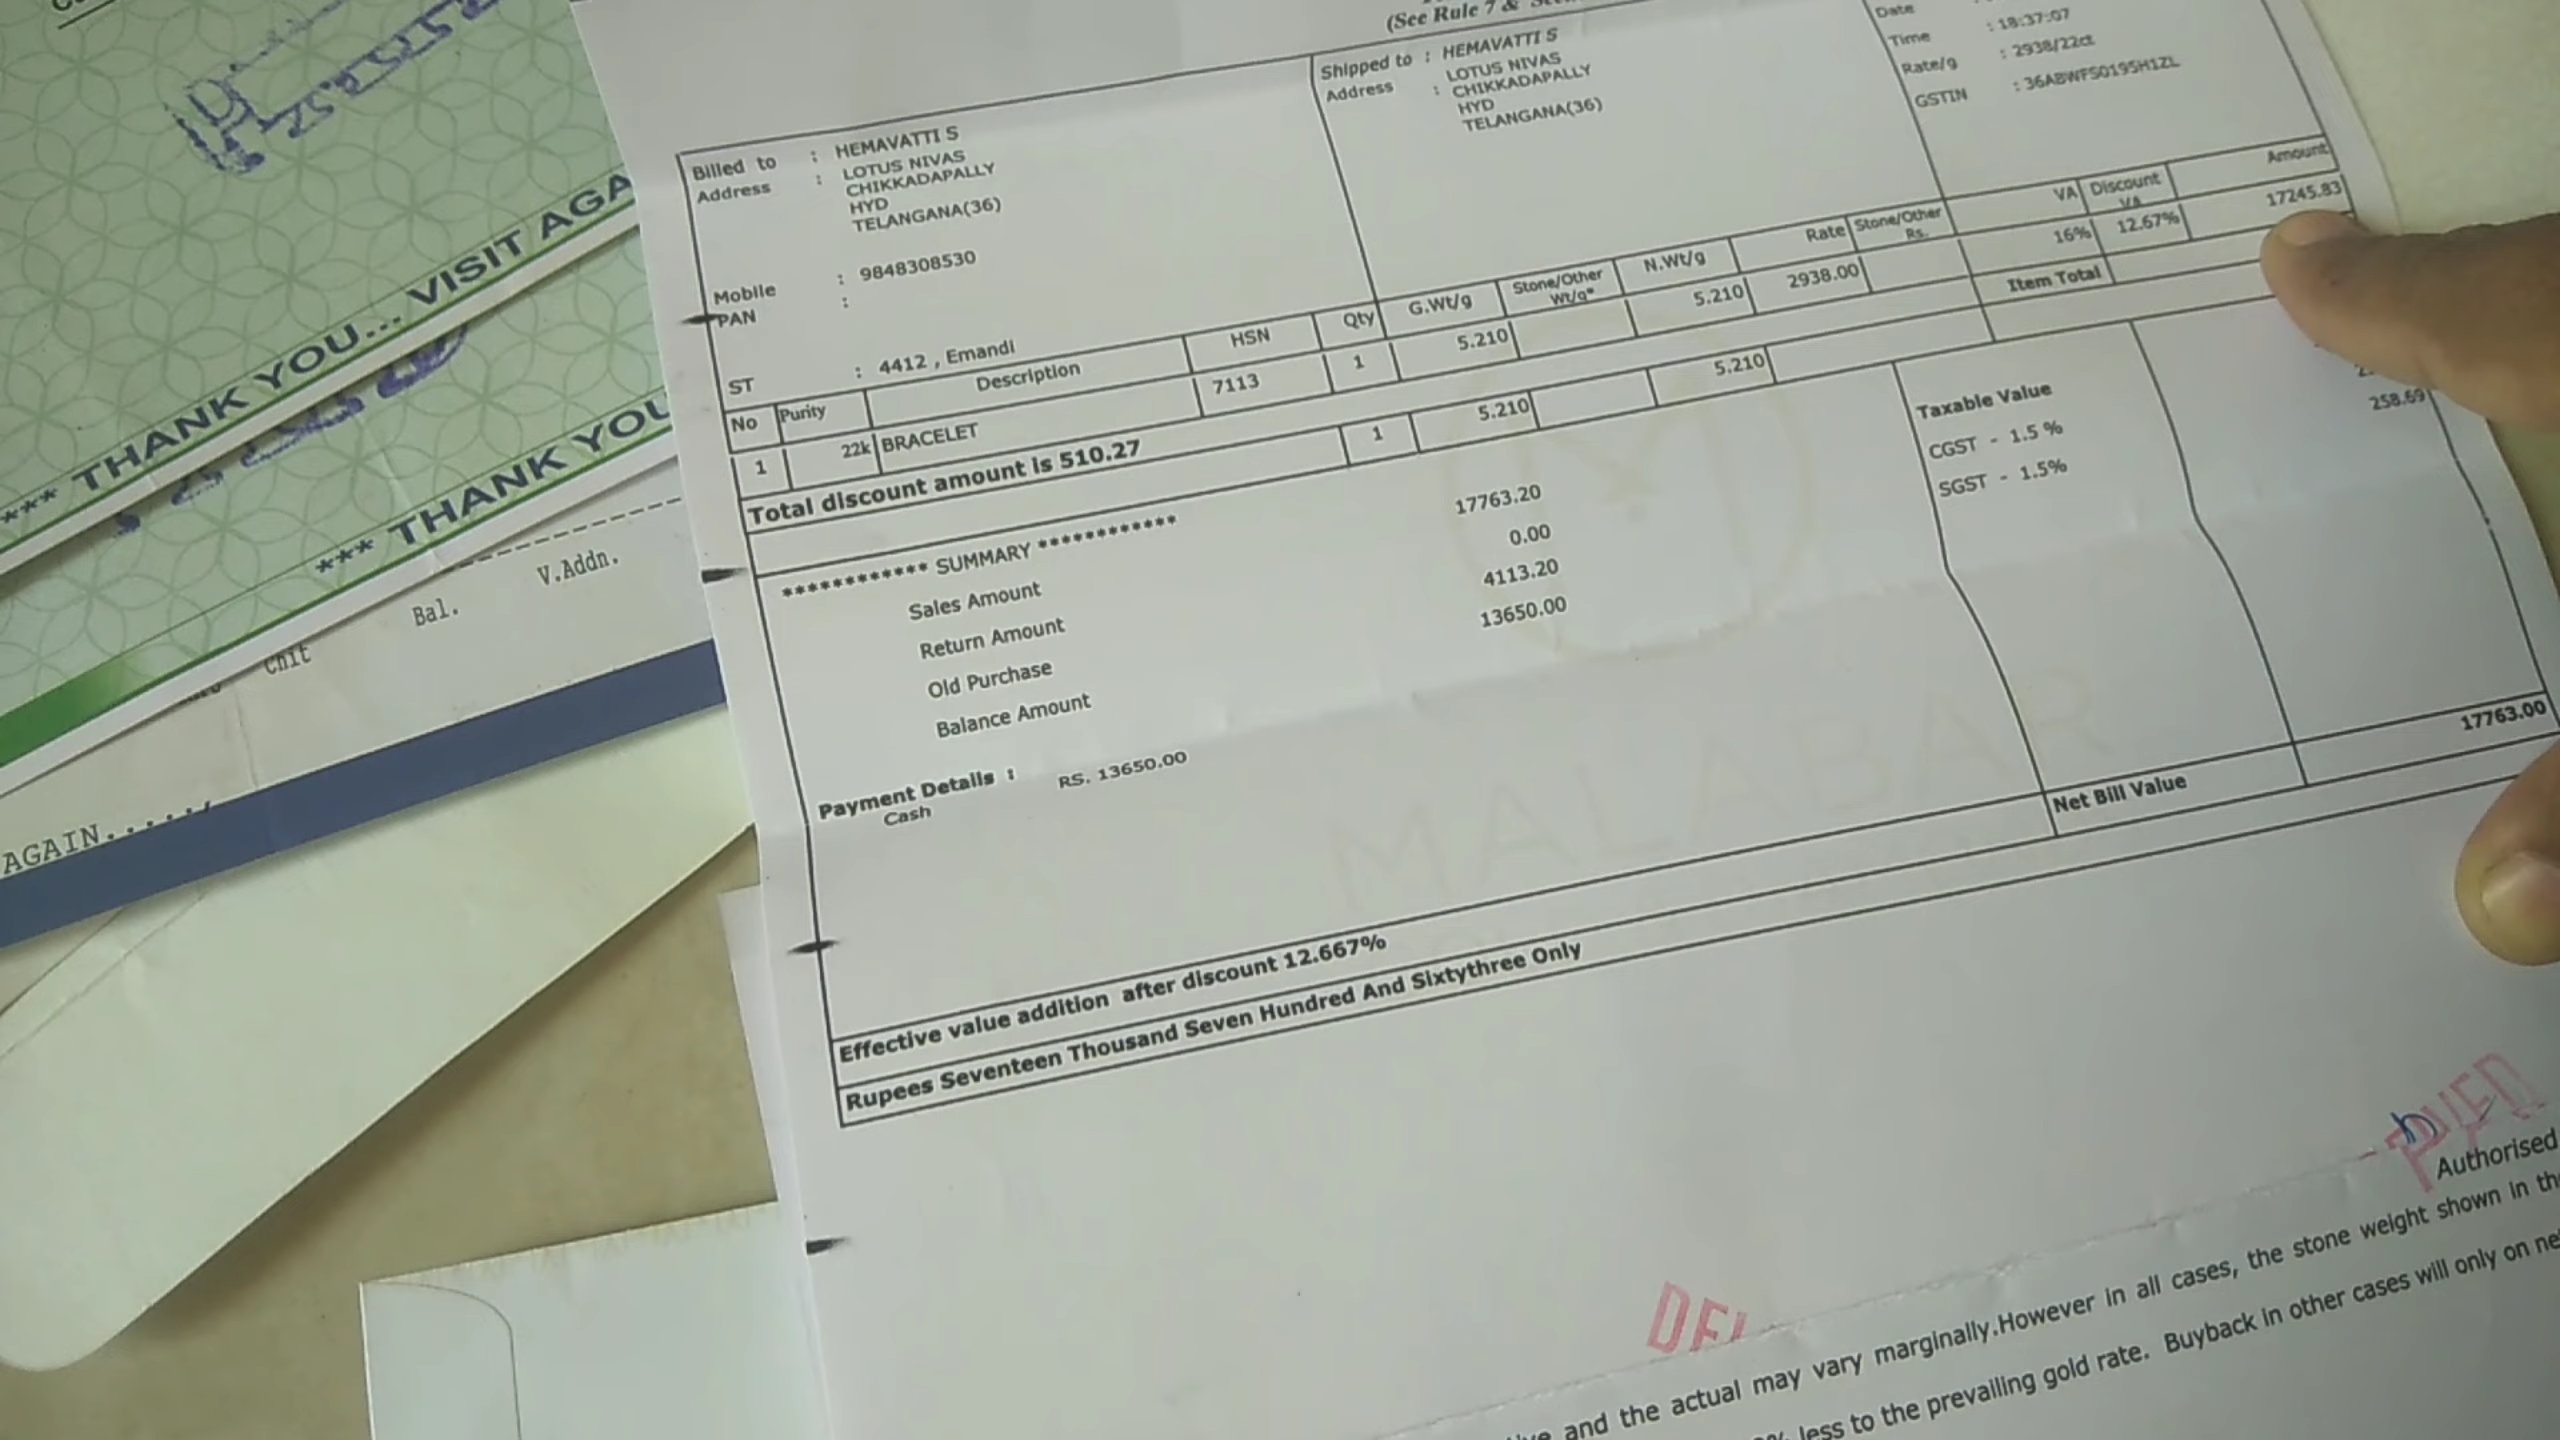 (See Rule 7 &
Billed to : HEMAVATTI S
Address : LOTUS NIVAS
CHIKKADAPALLY
HYD
TELANGANA(36)
Mobile : 9848308530
PAN :
ST : 4412 , Emandi
Shipped to : HEMAVATTI S
Address : LOTUS NIVAS
CHIKKADAPALLY
HYD
TELANGANA(36)
Date
Time : 18:37:07
Rate/g : 2938/22ct
GSTIN : 36ABWFS0195H1ZL
No Purity Description HSN Qty G.Wt/g Stone/Other Wt/g* N.Wt/g Rate Stone/Other Rs. VA Discount VA Amount
1 22k BRACELET 7113 1 5.210 5.210 2938.00 16% 12.67% 17245.83
Total discount amount is 510.27 1 5.210 5.210 Item Total
*********** SUMMARY ************
Sales Amount 17763.20
Return Amount 0.00
Old Purchase 4113.20
Balance Amount 13650.00
Payment Details :
Cash RS. 13650.00
Taxable Value
CGST - 1.5 %
SGST - 1.5% 258.69
Net Bill Value 17763.00
Effective value addition after discount 12.667%
Rupees Seventeen Thousand Seven Hundred And Sixtythree Only
MALABAR
Authorised
and the actual may vary marginally.However in all cases, the stone weight shown in
less to the prevailing gold rate. Buyback in other cases will only on
*** THANK YOU... VISIT
*** THANK YOU
V.Addn.
Bal.
Chit
AGAIN.....